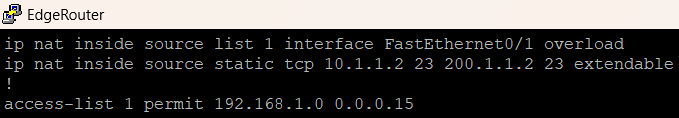 EdgeRouter
ip nat inside source list 1 interface FastEthernet0/1 overload
ip nat inside source static tcp 10.1.1.2 23 200.1.1.2 23 extendable
!
access-list 1 permit 192.168.1.0 0.0.0.15